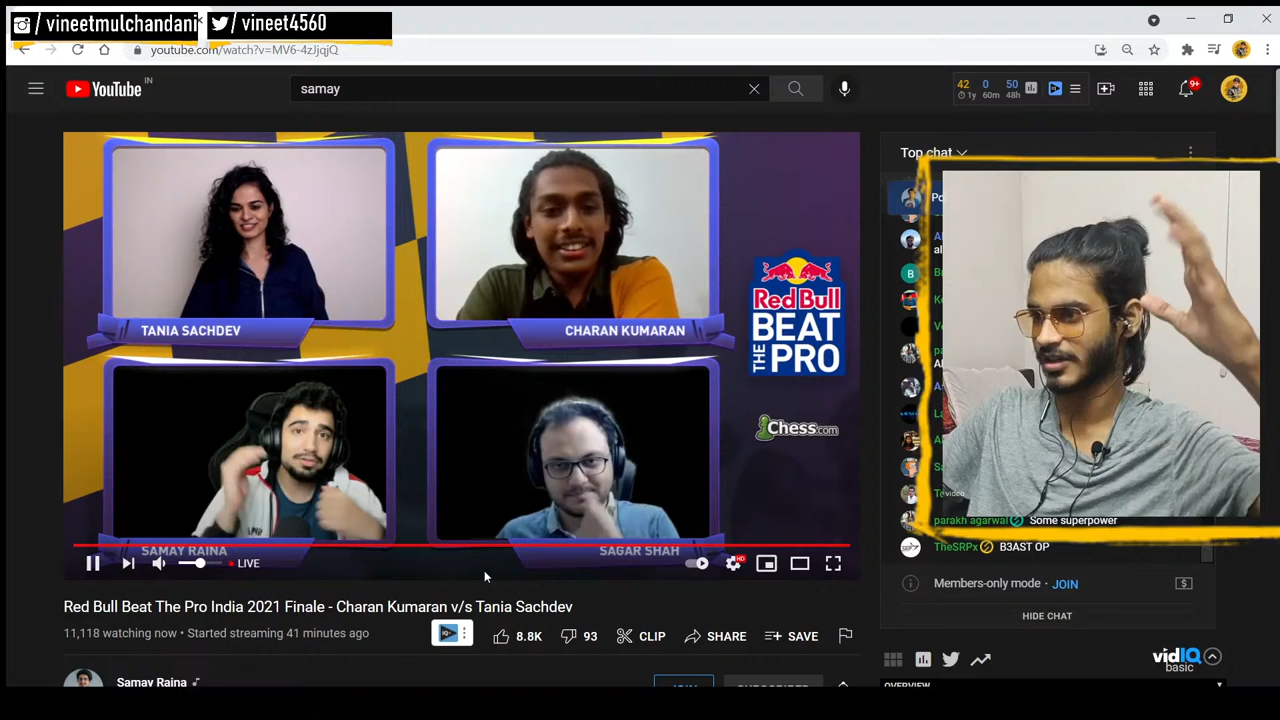 / vineetmulchandani
/ vineet4560
youtube.com/watch?v=MV6-4zJjqjQ
YouTube
IN
samay
42 0 50
1y 60m 48h
9+
Top chat
TANIA SACHDEV
CHARAN KUMARAN
SAMAY RAINA
SAGAR SHAH
Red Bull
BEAT
THE PRO
Chess.com
LIVE
HD
video
parakh agarwal Some superpower
TheSRPx B3AST OP
Members-only mode · JOIN
HIDE CHAT
Red Bull Beat The Pro India 2021 Finale - Charan Kumaran v/s Tania Sachdev
11,118 watching now • Started streaming 41 minutes ago
8.8K
93
CLIP
SHARE
SAVE
vidIQ
basic
Samay Raina
JOIN
SUBSCRIBED
OVERVIEW